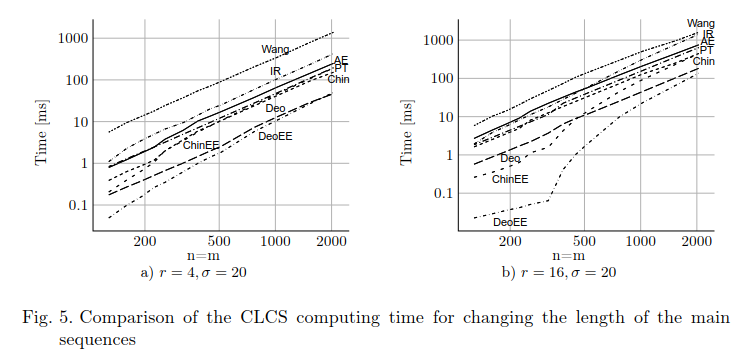 Time [ms]
1000
100
10
1
0.1
Wang
IR
AE
PT
Chin
Deo
ChinEE
DeoEE
200 500 1000 2000
n=m
a) r = 4, σ = 20
Time [ms]
1000
100
10
1
0.1
Wang
IR
AE
PT
Chin
Deo
ChinEE
DeoEE
200 500 1000 2000
n=m
b) r = 16, σ = 20
Fig. 5. Comparison of the CLCS computing time for changing the length of the main
sequences